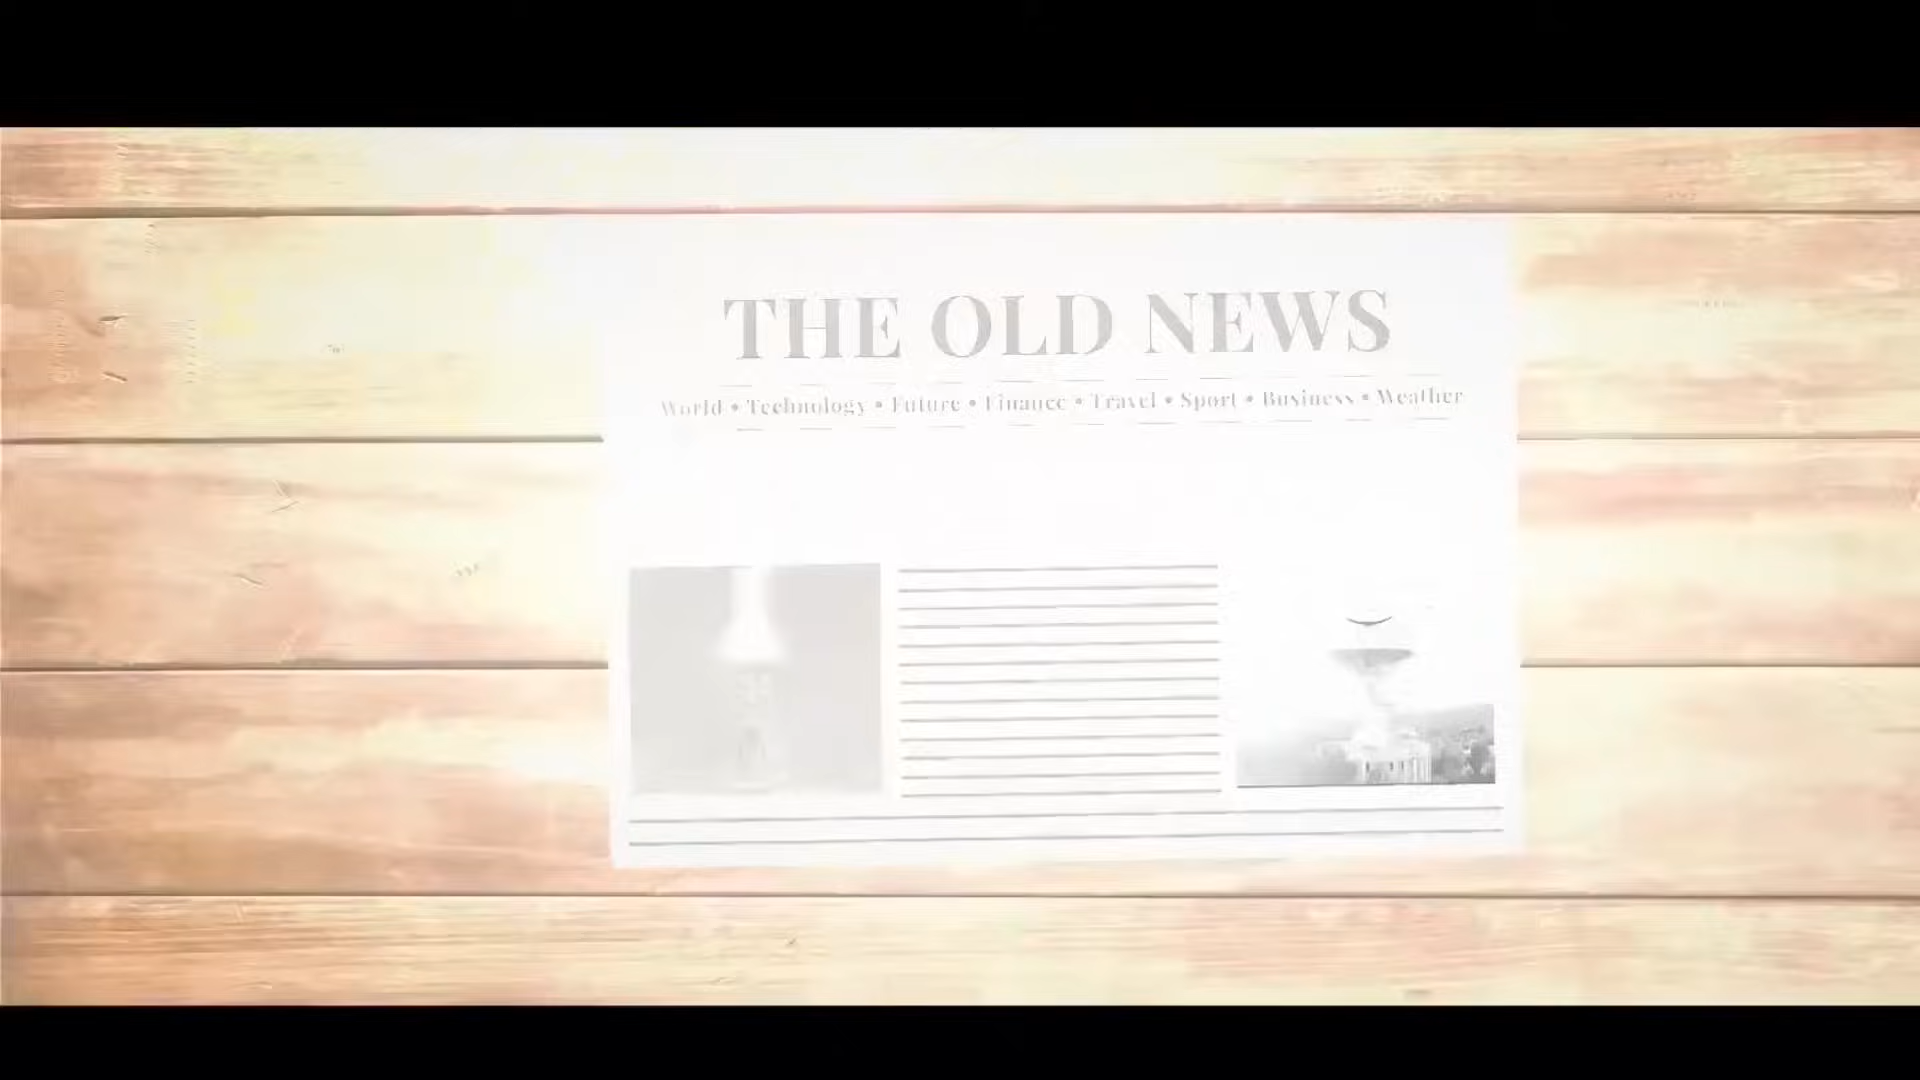 THE OLD NEWS
World • Technology • Future • Finance • Travel • Sport • Business • Weather